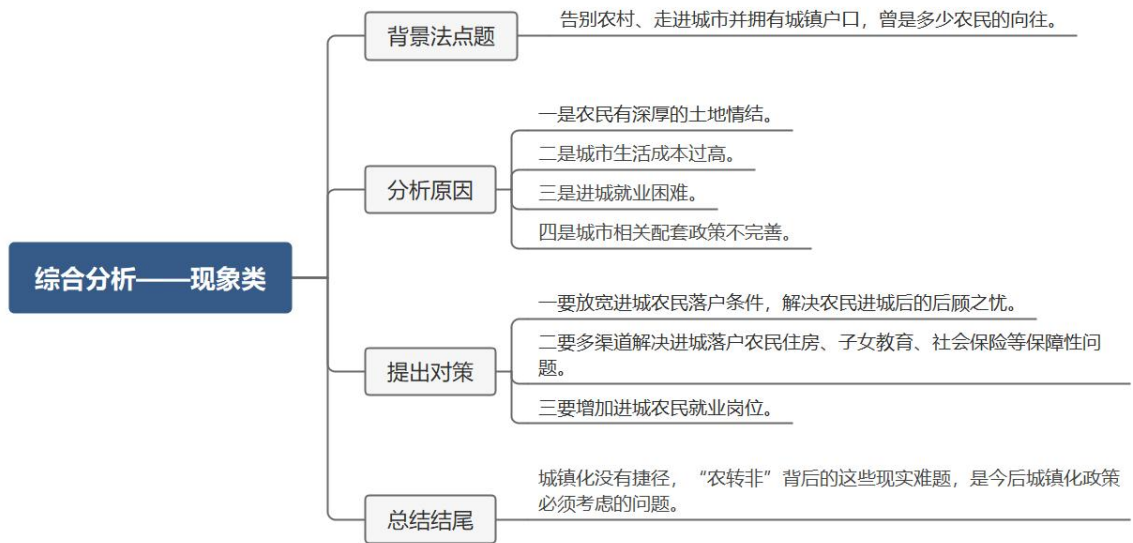 背景法点题
告别农村、走进城市并拥有城镇户口，曾是多少农民的向往。
分析原因
一是农民有深厚的土地情结。
二是城市生活成本过高。
三是进城就业困难。
四是城市相关配套政策不完善。
综合分析——现象类
提出对策
一要放宽进城农民落户条件，解决农民进城后的后顾之忧。
二要多渠道解决进城落户农民住房、子女教育、社会保险等保障性问
题。
三要增加进城农民就业岗位。
总结结尾
城镇化没有捷径，“农转非”背后的这些现实难题，是今后城镇化政策
必须考虑的问题。